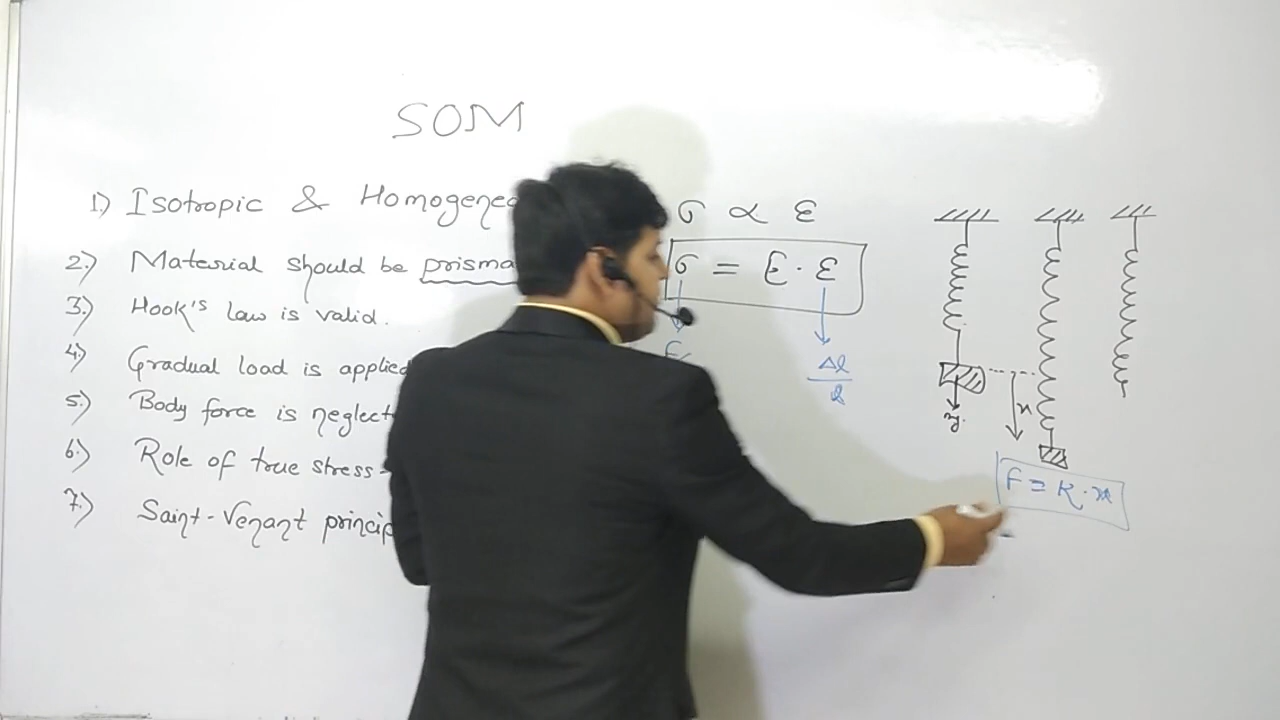 SOM
1) Isotropic & Homogene
2) Material should be prisma
3) Hook's law is valid.
4) Gradual load is applied
5) Body force is neglect
6) Role of true stress-
7) Saint-Venant princip
σ ∝ ε
σ = E · ε
F
Δl
l
x
F = K · x